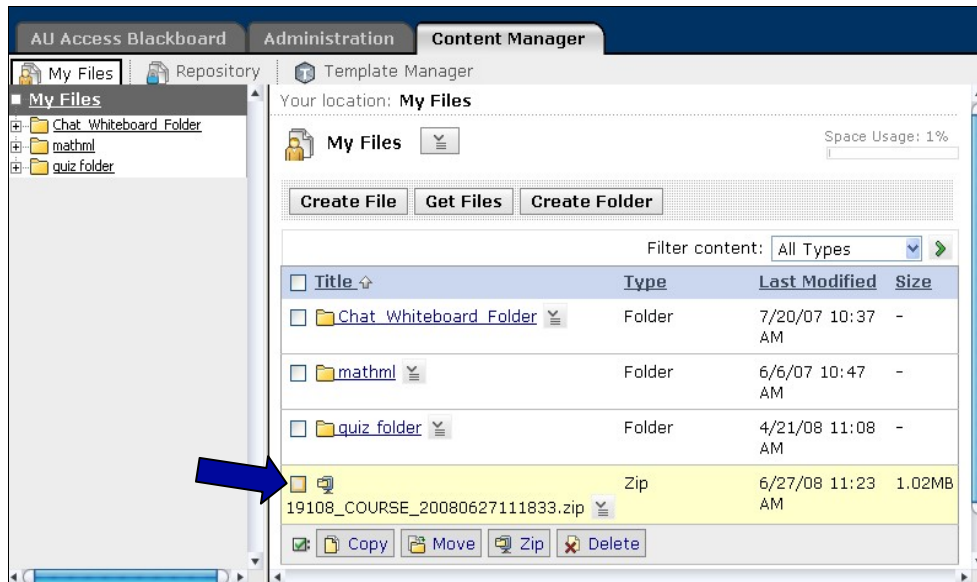 AU Access Blackboard Administration Content Manager
My Files Repository Template Manager
My Files
Chat Whiteboard Folder
mathml
quiz folder
Your location: My Files
My Files
Space Usage: 1%
Create File Get Files Create Folder
Filter content: All Types
Title Type Last Modified Size
Chat Whiteboard Folder Folder 7/20/07 10:37 -
AM
mathml Folder 6/6/07 10:47 -
AM
quiz folder Folder 4/21/08 11:08 -
AM
Zip 6/27/08 11:23 1.02MB
19108_COURSE_20080627111833.zip AM
Copy Move Zip Delete